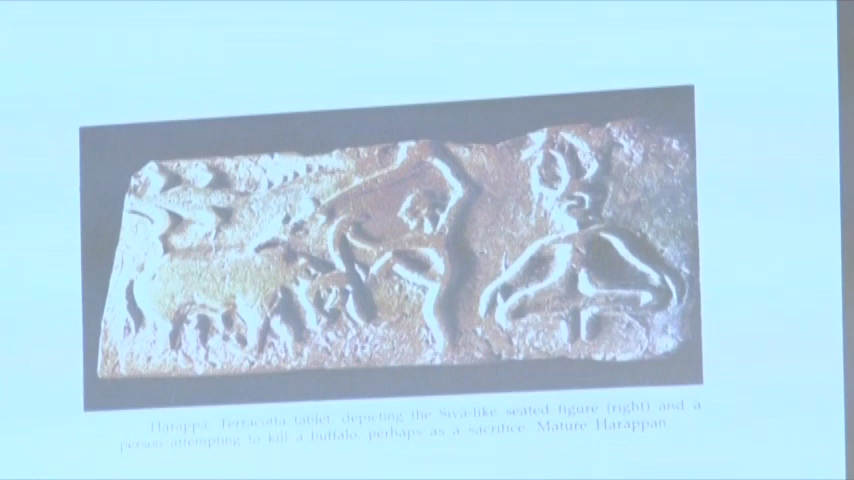 Harappa: Terracotta tablet, depicting the Siva-like seated figure (right) and a
person attempting to kill a buffalo, perhaps as a sacrifice. Mature Harappan.